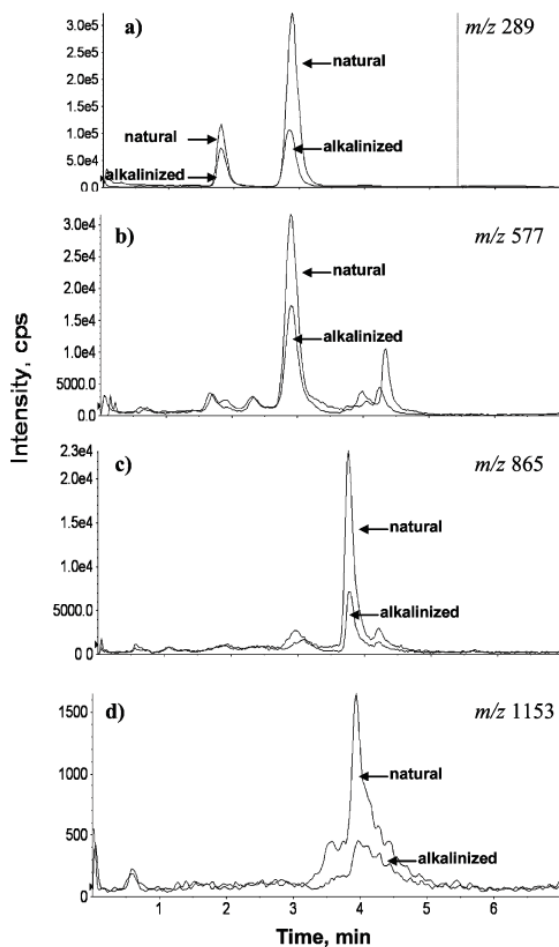 a)
m/z 289
3.0e5
2.5e5
2.0e5
1.5e5
1.0e5
5.0e4
0.0
natural
natural
alkalinized
alkalinized
b)
m/z 577
3.0e4
2.5e4
2.0e4
1.5e4
1.0e4
5000.0
0.0
natural
alkalinized
Intensity, cps
c)
m/z 865
2.3e4
2.0e4
1.5e4
1.0e4
5000.0
0.0
natural
alkalinized
d)
m/z 1153
1500
1000
500
0
natural
alkalinized
1 2 3 4 5 6
Time, min